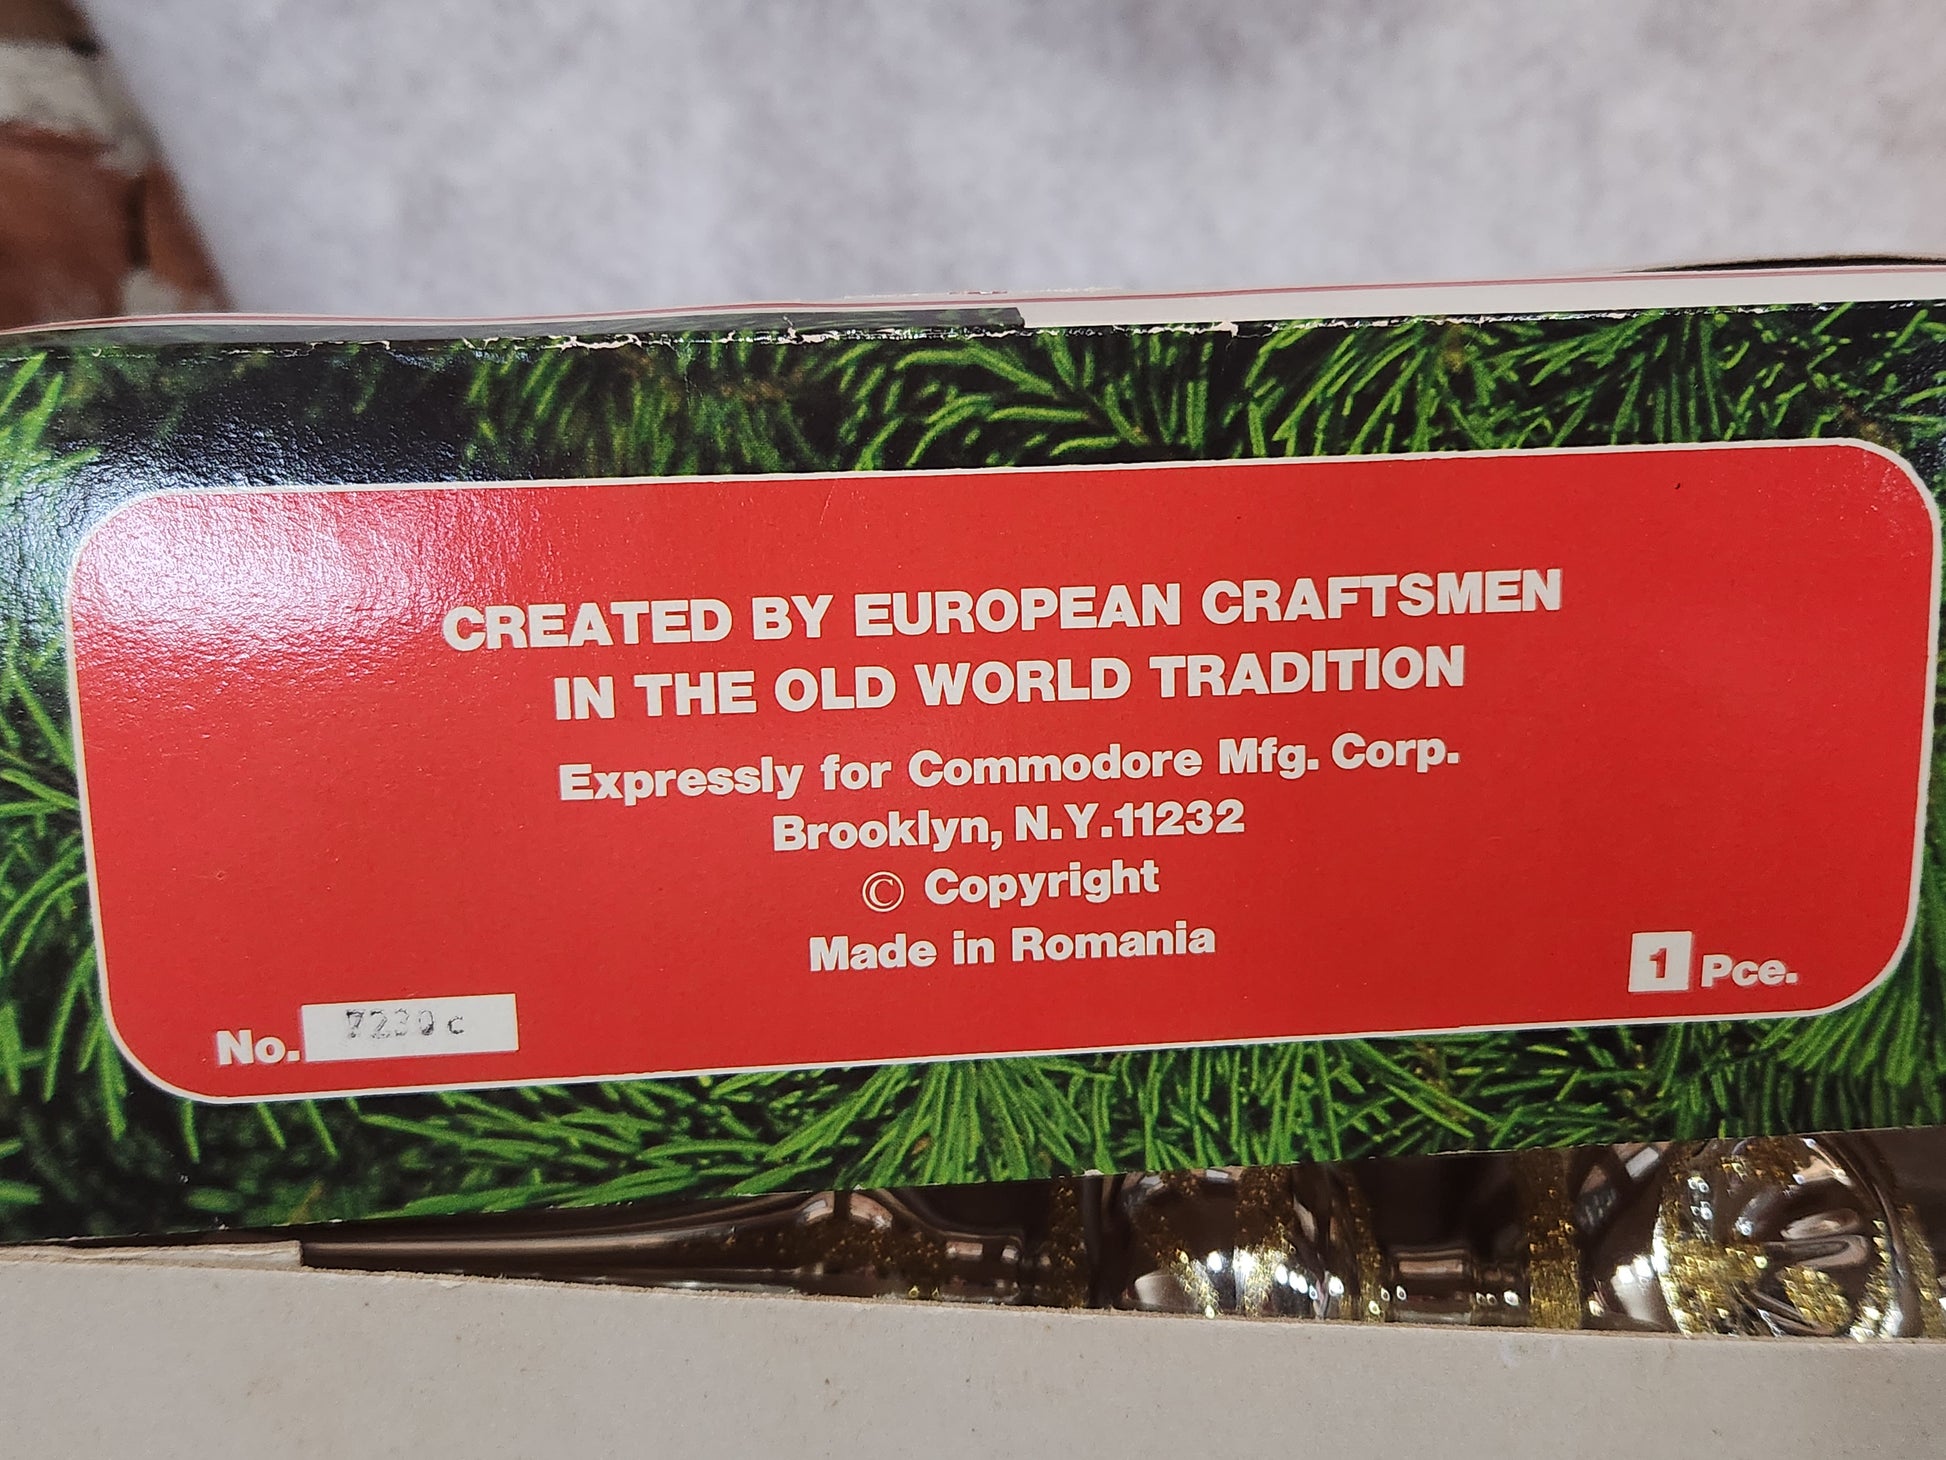 CREATED BY EUROPEAN CRAFTSMEN
IN THE OLD WORLD TRADITION
Expressly for Commodore Mfg. Corp.
Brooklyn, N.Y.11232
© Copyright
Made in Romania
No. 7239c
1 Pce.